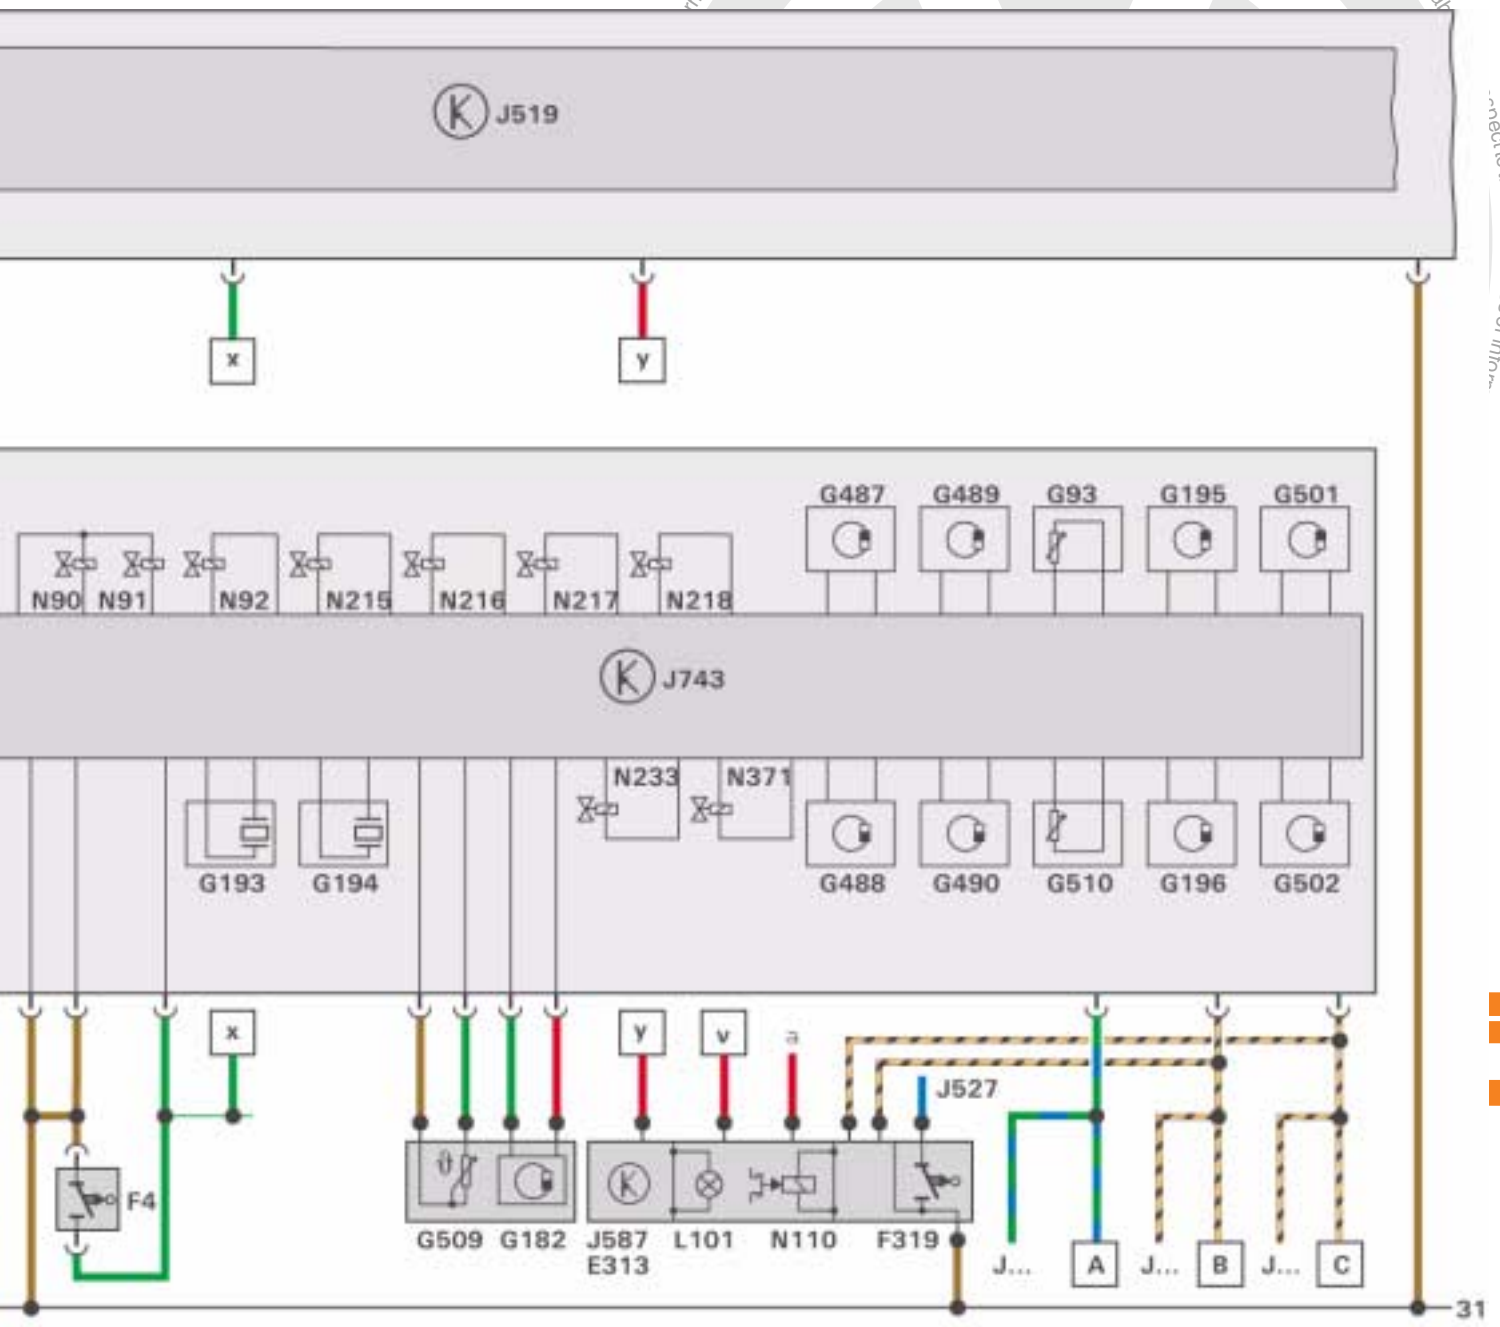 J519
x
y
G487 G489 G93 G195 G501
N90 N91 N92 N215 N216 N217 N218
J743
N233 N371
G193 G194 G488 G490 G510 G196 G502
x y v a
J527
F4
G509 G182 J587 L101 N110 F319
E313
J... A J... B J... C
31